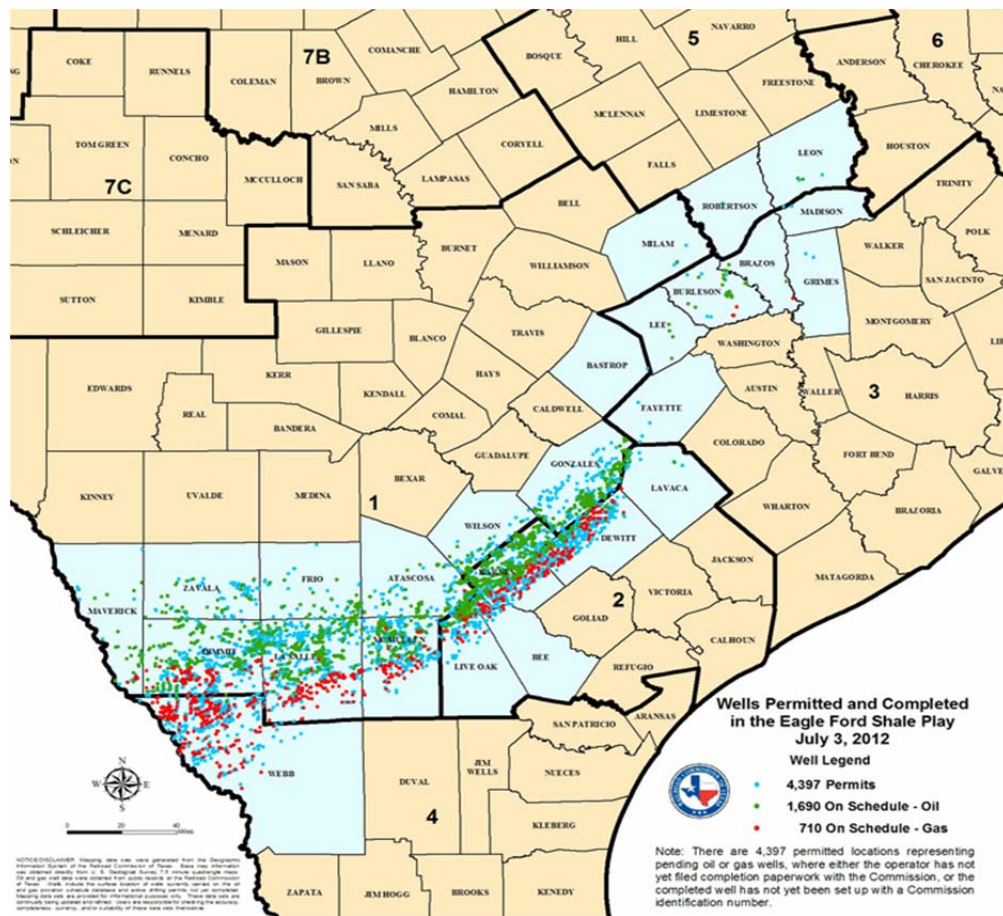 NAVARRO
HILL
5
BOSQUE
COMANCHE
7B
BROWN
COKE
RUNNELS
COLEMAN
6
ANDERSON
CHEROKEE
FREESTONE
HAMILTON
LIMESTONE
MCLENNAN
MILLS
TOM GREEN
CONCHO
CORYELL
FALLS
LEON
HOUSTON
7C
MCCULLOCH
SAN SABA
LAMPASAS
TRINITY
BELL
ROBERTSON
MADISON
SCHLEICHER
MENARD
POLK
BURNET
MILAM
WALKER
MASON
LLANO
WILLIAMSON
BRAZOS
SAN JACINTO
GRIMES
SUTTON
KIMBLE
BURLESON
MONTGOMERY
GILLESPIE
BLANCO
TRAVIS
LEE
WASHINGTON
BASTROP
EDWARDS
KERR
HAYS
AUSTIN
WALLER
3
HARRIS
KENDALL
REAL
COMAL
CALDWELL
FAYETTE
BANDERA
COLORADO
FORT BEND
GUADALUPE
GONZALES
BEXAR
KINNEY
UVALDE
MEDINA
1
LAVACA
WHARTON
BRAZORIA
WILSON
DEWITT
JACKSON
MATAGORDA
FRIO
ATASCOSA
ZAVALA
MAVERICK
VICTORIA
2
GOLIAD
CALHOUN
LIVE OAK
BEE
REFUGIO
ARANSAS
SAN PATRICIO
WEBB
DUVAL
JIM
WELLS
NUECES
4
KLEBERG
ZAPATA
JIM HOGG
BROOKS
KENEDY
N
W E
S
0 20 40
Miles
Wells Permitted and Completed
in the Eagle Ford Shale Play
July 3, 2012
Well Legend
4,397 Permits
1,690 On Schedule - Oil
710 On Schedule - Gas
Note: There are 4,397 permitted locations representing
pending oil or gas wells, where either the operator has not
yet filed completion paperwork with the Commission, or the
completed well has not yet been set up with a Commission
identification number.